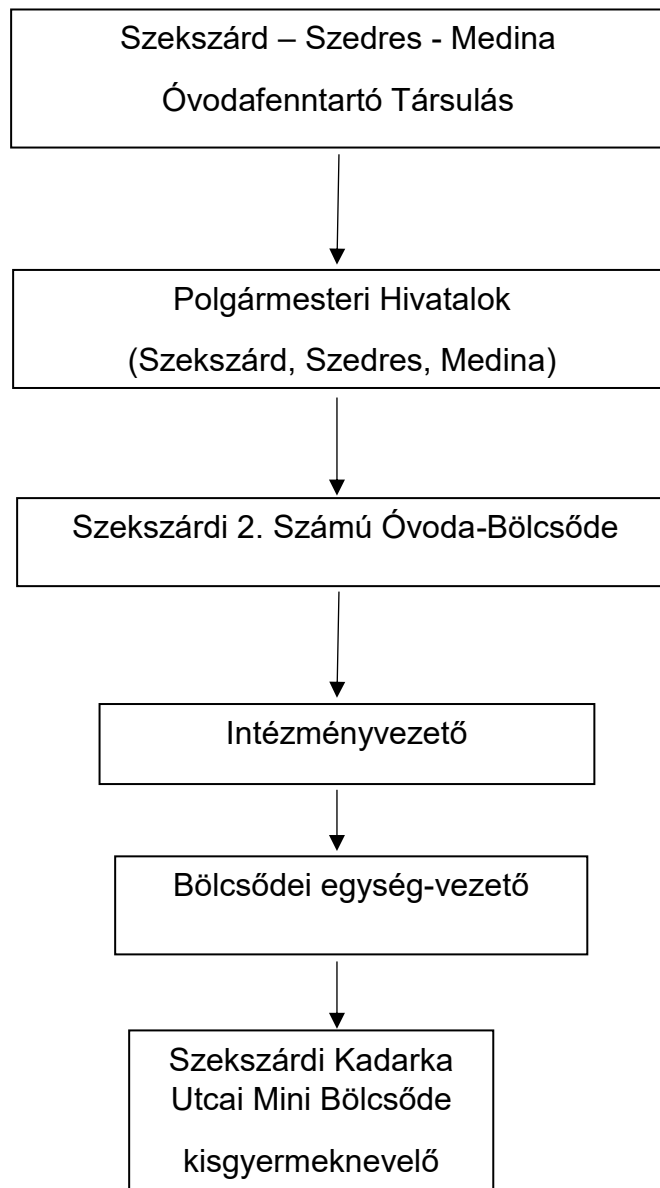 Szekszárd – Szedres - Medina
Óvodafenntartó Társulás
Polgármesteri Hivatalok
(Szekszárd, Szedres, Medina)
Szekszárdi 2. Számú Óvoda-Bölcsőde
Intézményvezető
Bölcsődei egység-vezető
Szekszárdi Kadarka
Utcai Mini Bölcsőde
kisgyermeknevelő